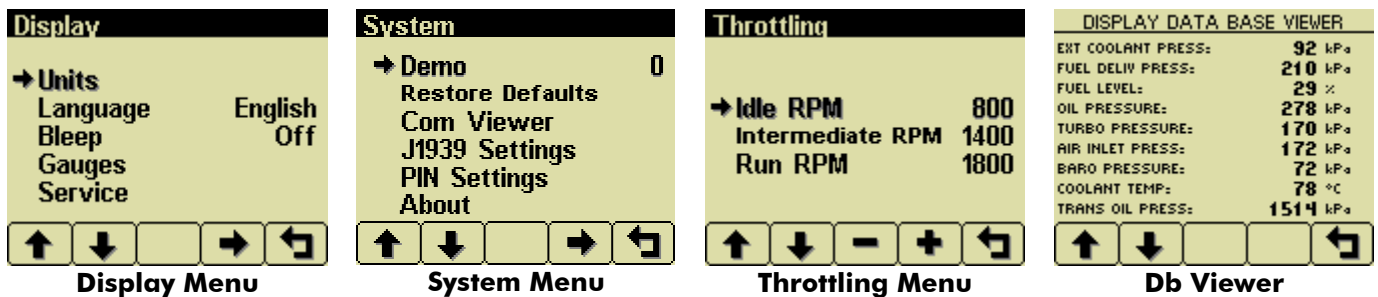 Display
Units
Language English
Bleep Off
Gauges
Service
Display Menu
System
Demo 0
Restore Defaults
Com Viewer
J1939 Settings
PIN Settings
About
System Menu
Throttling
Idle RPM 800
Intermediate RPM 1400
Run RPM 1800
Throttling Menu
DISPLAY DATA BASE VIEWER
EXT COOLANT PRESS: 92 kPa
FUEL DELIV PRESS: 210 kPa
FUEL LEVEL: 29 %
OIL PRESSURE: 278 kPa
TURBO PRESSURE: 170 kPa
AIR INLET PRESS: 172 kPa
BARO PRESSURE: 72 kPa
COOLANT TEMP: 78 °C
TRANS OIL PRESS: 1514 kPa
Db Viewer